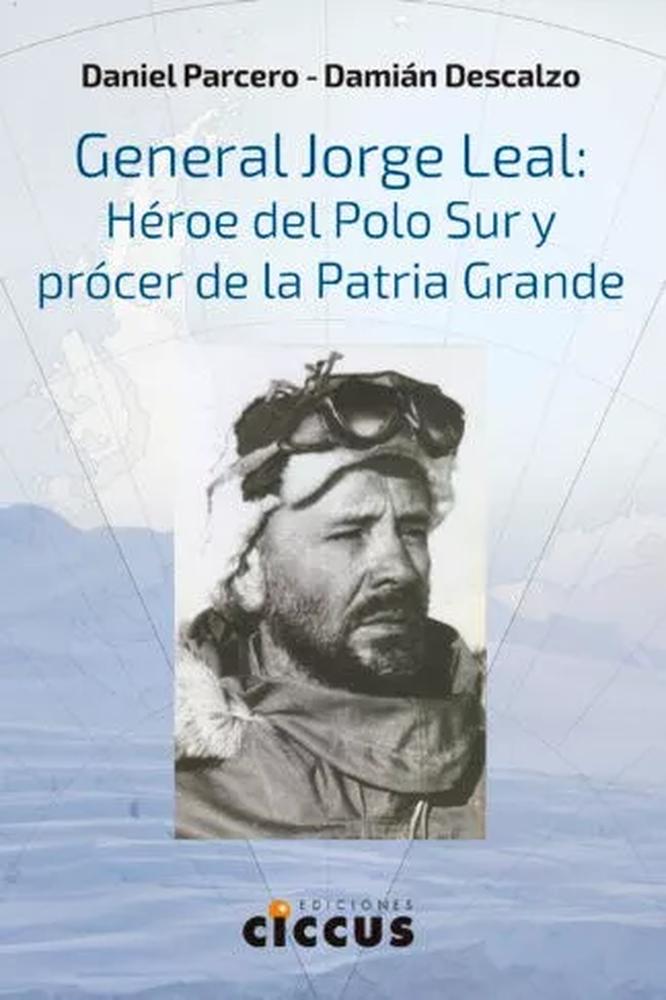 Daniel Parcero - Damián Descalzo
General Jorge Leal:
Héroe del Polo Sur y
prócer de la Patria Grande
EDICIONES
ciccus